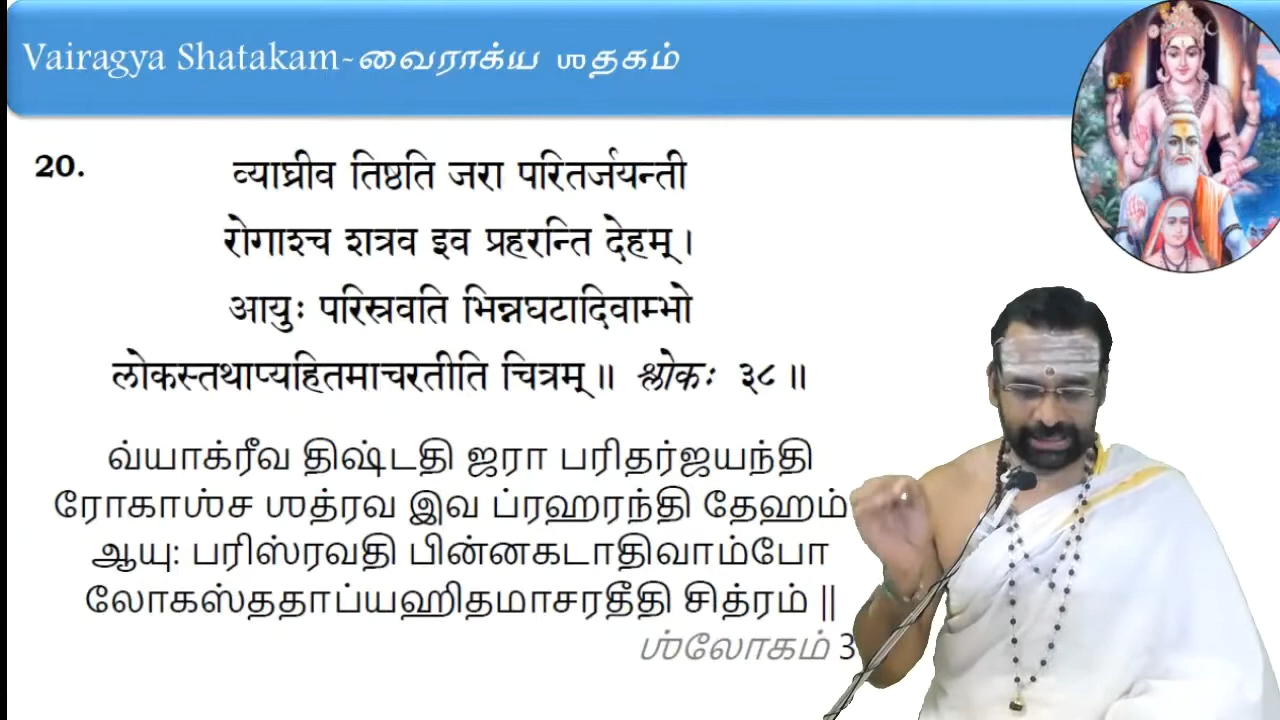 Vairagya Shatakam-வைராக்ய ஶதகம்
20. व्याघ्रीव तिष्ठति जरा परितर्जयन्ती
रोगाश्च शत्रव इव प्रहरन्ति देहम् ।
आयुः परिस्रवति भिन्नघटादिवाम्भो
लोकस्तथाप्यहितमाचरतीति चित्रम् ॥ श्लोकः ३८ ॥
வ்யாக்ரீவ திஷ்டதி ஜரா பரிதர்ஜயந்தி
ரோகாஶ்ச ஶத்ரவ இவ ப்ரஹரந்தி தேஹம்
ஆயு: பரிஸ்ரவதி பின்னகடாதிவாம்போ
லோகஸ்ததாப்யஹிதமாசரதீதி சித்ரம் ||
ஶ்லோகம் 3